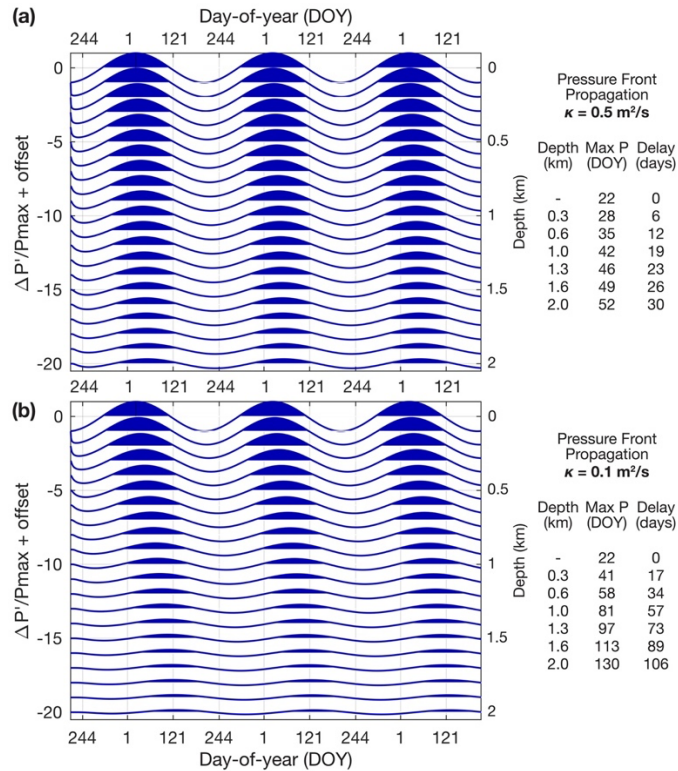 (a)
Day-of-year (DOY)
244 1 121 244 1 121 244 1 121
0
-5
-10
-15
-20
ΔP'/Pmax + offset
0
0.5
1
1.5
2
Depth (km)
244 1 121 244 1 121 244 1 121
Pressure Front
Propagation
κ = 0.5 m²/s
Depth Max P Delay
(km) (DOY) (days)
- 22 0
0.3 28 6
0.6 35 12
1.0 42 19
1.3 46 23
1.6 49 26
2.0 52 30
(b)
0
-5
-10
-15
-20
ΔP'/Pmax + offset
0
0.5
1
1.5
2
Depth (km)
244 1 121 244 1 121 244 1 121
Day-of-year (DOY)
Pressure Front
Propagation
κ = 0.1 m²/s
Depth Max P Delay
(km) (DOY) (days)
- 22 0
0.3 41 17
0.6 58 34
1.0 81 57
1.3 97 73
1.6 113 89
2.0 130 106